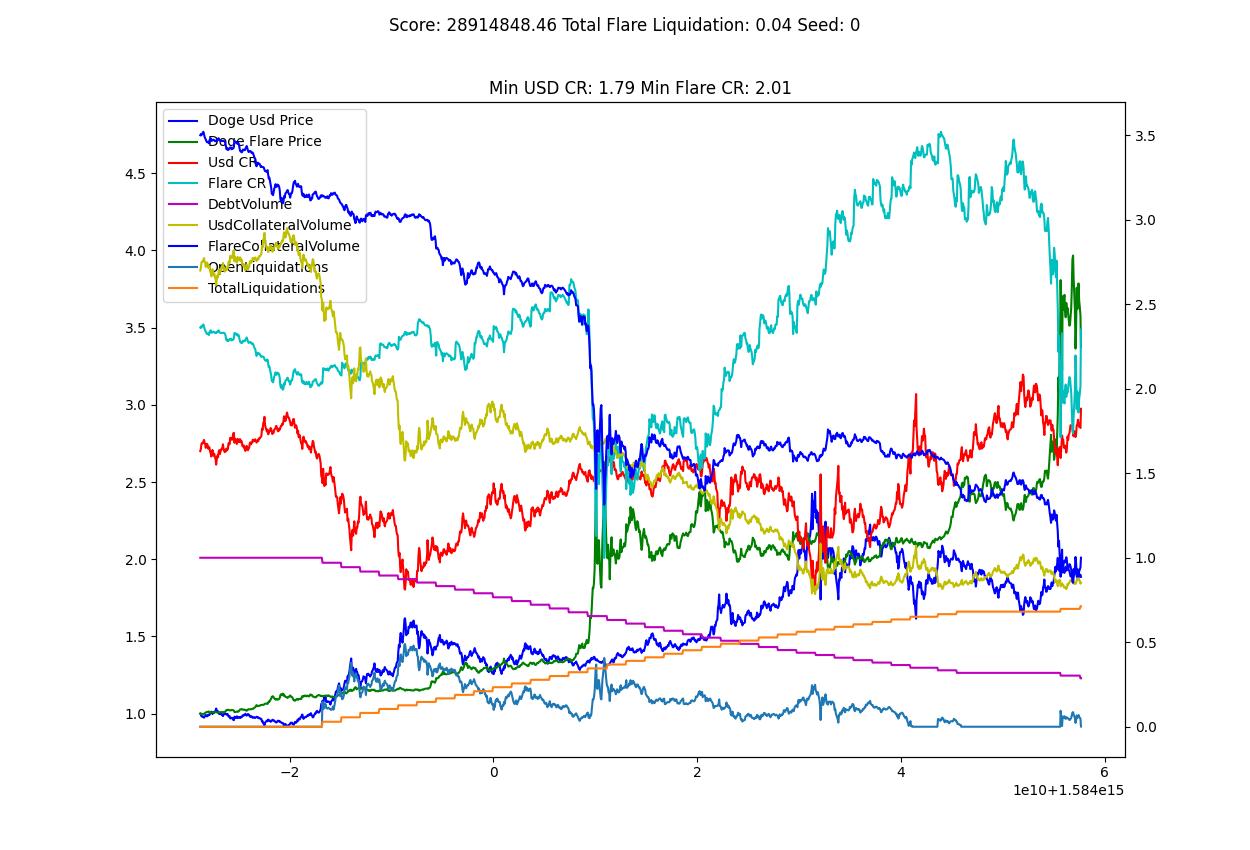 Score: 28914848.46 Total Flare Liquidation: 0.04 Seed: 0
Min USD CR: 1.79 Min Flare CR: 2.01
Doge Usd Price
Doge Flare Price
Usd CR
Flare CR
DebtVolume
UsdCollateralVolume
FlareCollateralVolume
OpenLiquidations
TotalLiquidations
4.5
4.0
3.5
3.0
2.5
2.0
1.5
1.0
3.5
3.0
2.5
2.0
1.5
1.0
0.5
0.0
−2
0
2
4
6
1e10+1.584e15